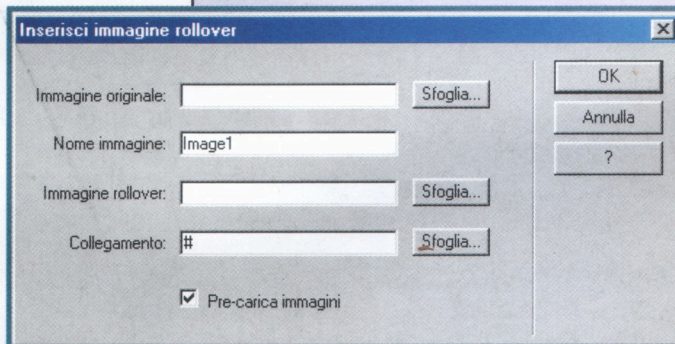 Inserisci immagine rollover
Immagine originale: Sfoglia...
Nome immagine: Image1
Immagine rollover: Sfoglia...
Collegamento: # Sfoglia...
Pre-carica immagini
OK
Annulla
?